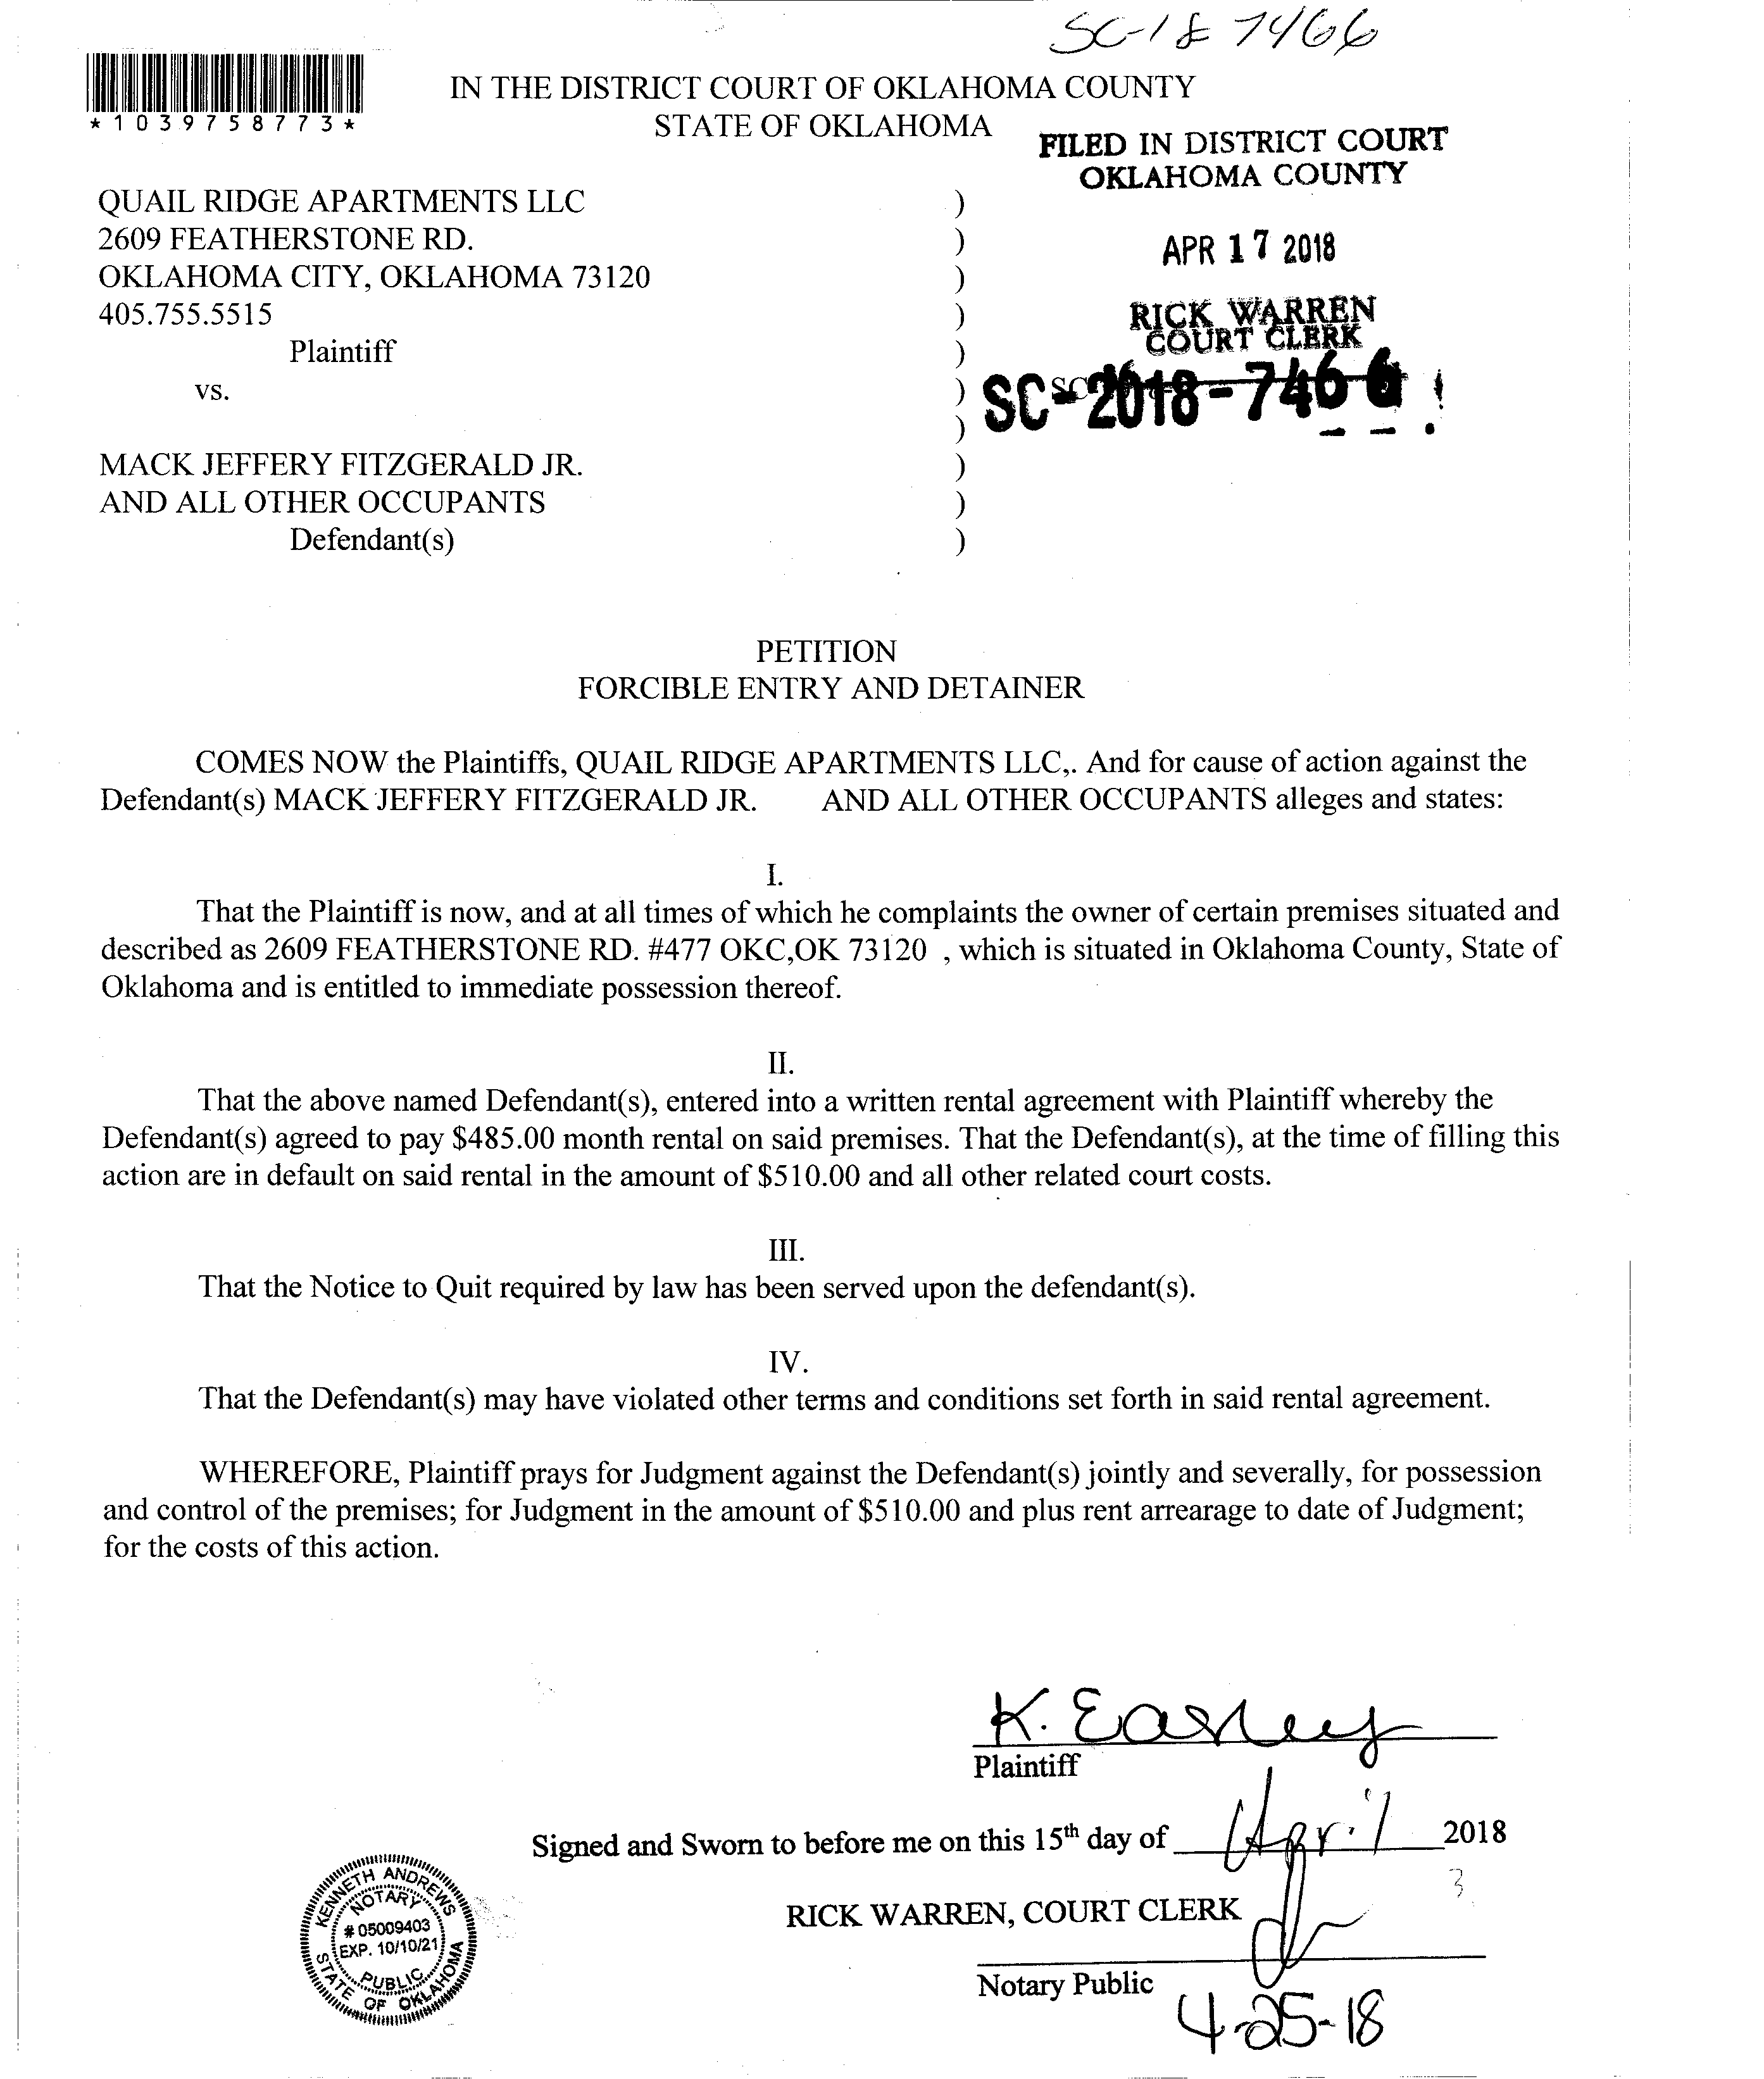 SC-18 7466
*1039758773*
IN THE DISTRICT COURT OF OKLAHOMA COUNTY
STATE OF OKLAHOMA
FILED IN DISTRICT COURT
OKLAHOMA COUNTY
APR 17 2018
RICK WARREN
COURT CLERK
SC-2018-7466
QUAIL RIDGE APARTMENTS LLC )
2609 FEATHERSTONE RD. )
OKLAHOMA CITY, OKLAHOMA 73120 )
405.755.5515 )
Plaintiff )
vs. )
)
MACK JEFFERY FITZGERALD JR. )
AND ALL OTHER OCCUPANTS )
Defendant(s) )
PETITION
FORCIBLE ENTRY AND DETAINER
COMES NOW the Plaintiffs, QUAIL RIDGE APARTMENTS LLC,. And for cause of action against the
Defendant(s) MACK JEFFERY FITZGERALD JR. AND ALL OTHER OCCUPANTS alleges and states:
I.
That the Plaintiff is now, and at all times of which he complaints the owner of certain premises situated and
described as 2609 FEATHERSTONE RD. #477 OKC,OK 73120 , which is situated in Oklahoma County, State of
Oklahoma and is entitled to immediate possession thereof.
II.
That the above named Defendant(s), entered into a written rental agreement with Plaintiff whereby the
Defendant(s) agreed to pay $485.00 month rental on said premises. That the Defendant(s), at the time of filling this
action are in default on said rental in the amount of $510.00 and all other related court costs.
III.
That the Notice to Quit required by law has been served upon the defendant(s).
IV.
That the Defendant(s) may have violated other terms and conditions set forth in said rental agreement.
WHEREFORE, Plaintiff prays for Judgment against the Defendant(s) jointly and severally, for possession
and control of the premises; for Judgment in the amount of $510.00 and plus rent arrearage to date of Judgment;
for the costs of this action.
K. Easley
Plaintiff
Signed and Sworn to before me on this 15th day of April 2018
3
RICK WARREN, COURT CLERK
Notary Public
4-25-18
KENNETH ANDREWS
NOTARY
# 05009403
EXP. 10/10/21
PUBLIC
STATE OF OKLAHOMA